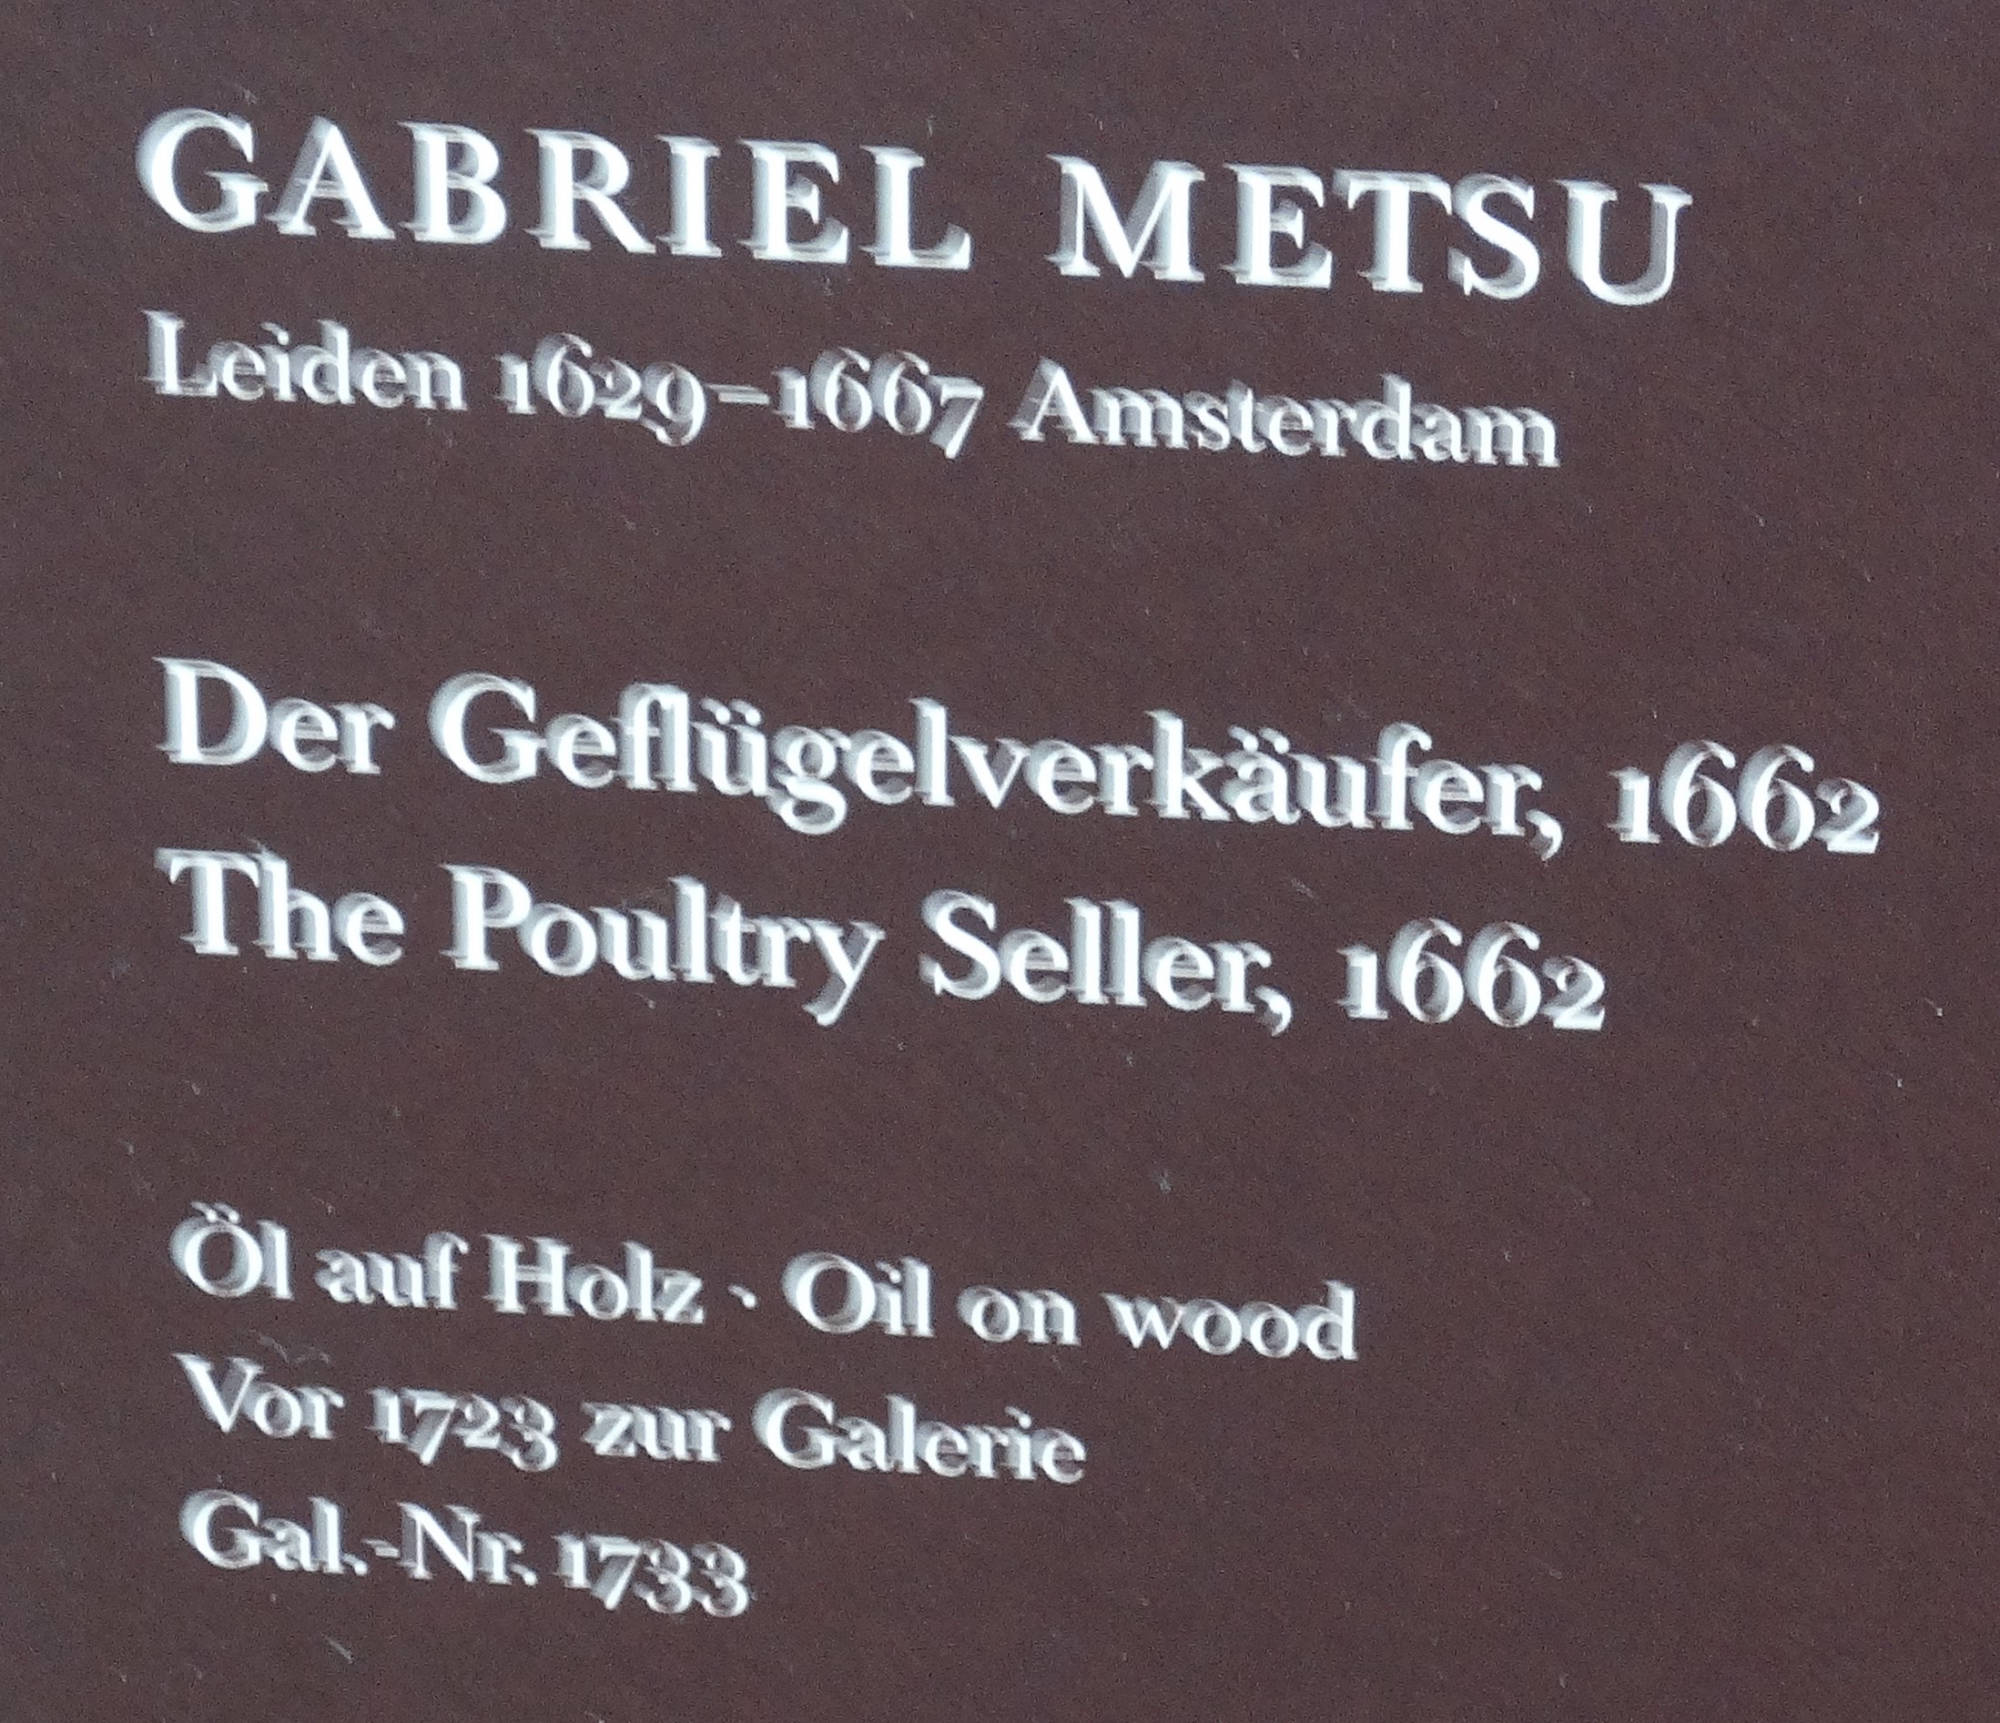 GABRIEL METSU
Leiden 1629–1667 Amsterdam
Der Geflügelverkäufer, 1662
The Poultry Seller, 1662
Öl auf Holz · Oil on wood
Vor 1723 zur Galerie
Gal.-Nr. 1733